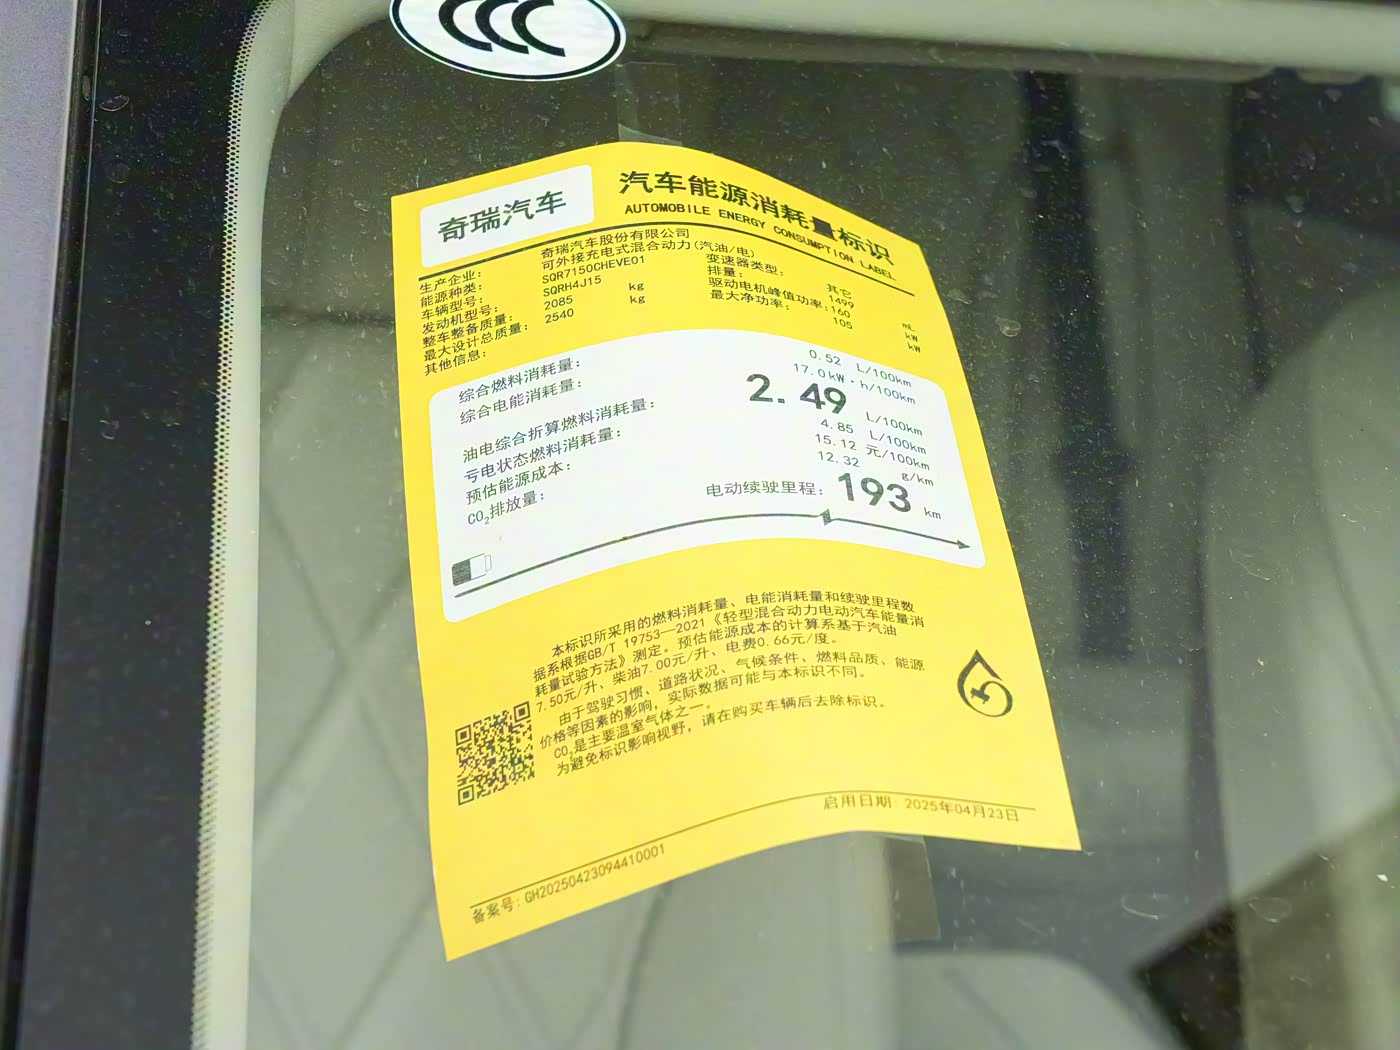 CCC
奇瑞汽车
汽车能源消耗量标识
AUTOMOBILE ENERGY CONSUMPTION LABEL
生产企业: 奇瑞汽车股份有限公司
能源种类: 可外接充电式混合动力(汽油/电)
车辆型号: SQR7150CHEVE01 变速器类型: 其它
发动机型号: SQRH4J15 排量: 1499 mL
整车整备质量: 2085 kg 驱动电机峰值功率: 160 kW
最大设计总质量: 2540 kg 最大净功率: 105 kW
其他信息:
综合燃料消耗量: 0.52 L/100km
综合电能消耗量: 17.0kW·h/100km
油电综合折算燃料消耗量: 2.49 L/100km
亏电状态燃料消耗量: 4.85 L/100km
预估能源成本: 15.12 元/100km
CO₂排放量: 12.32 g/km
电动续驶里程: 193 km
本标识所采用的燃料消耗量、电能消耗量和续驶里程数
据系根据GB/T 19753—2021《轻型混合动力电动汽车能量消
耗量试验方法》测定。预估能源成本的计算系基于汽油
7.50元/升、柴油7.00元/升、电费0.66元/度。
由于驾驶习惯、道路状况、气候条件、燃料品质、能源
价格等因素的影响，实际数据可能与本标识不同。
CO₂是主要温室气体之一。
为避免标识影响视野，请在购买车辆后去除标识。
启用日期: 2025年04月23日
备案号: GH20250423094410001